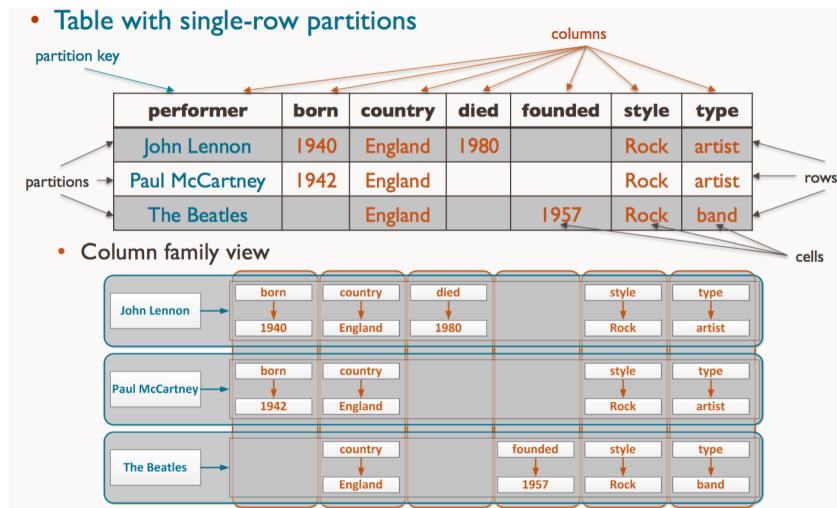 • Table with single-row partitions
columns
partition key
performer born country died founded style type
John Lennon 1940 England 1980 Rock artist
partitions Paul McCartney 1942 England Rock artist rows
The Beatles England 1957 Rock band
• Column family view
cells
born country died style type
John Lennon
1940 England 1980 Rock artist
born country style type
Paul McCartney
1942 England Rock artist
country founded style type
The Beatles
England 1957 Rock band